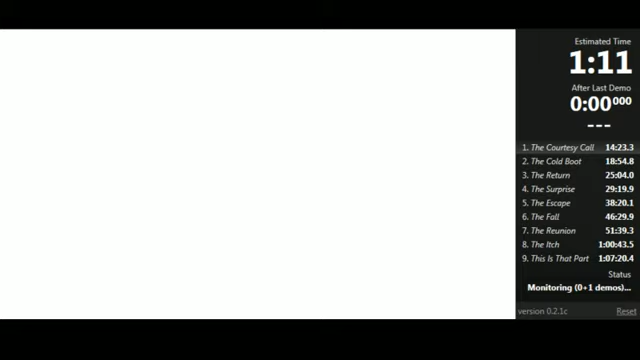 Estimated Time
1:11
After Last Demo
0:00⁰⁰⁰
---
1. The Courtesy Call 14:23.3
2. The Cold Boot 18:54.8
3. The Return 25:04.0
4. The Surprise 29:19.9
5. The Escape 38:20.1
6. The Fall 46:29.9
7. The Reunion 51:39.3
8. The Itch 1:00:43.5
9. This Is That Part 1:07:20.4
Status
Monitoring (0+1 demos)...
version 0.2.1c Reset